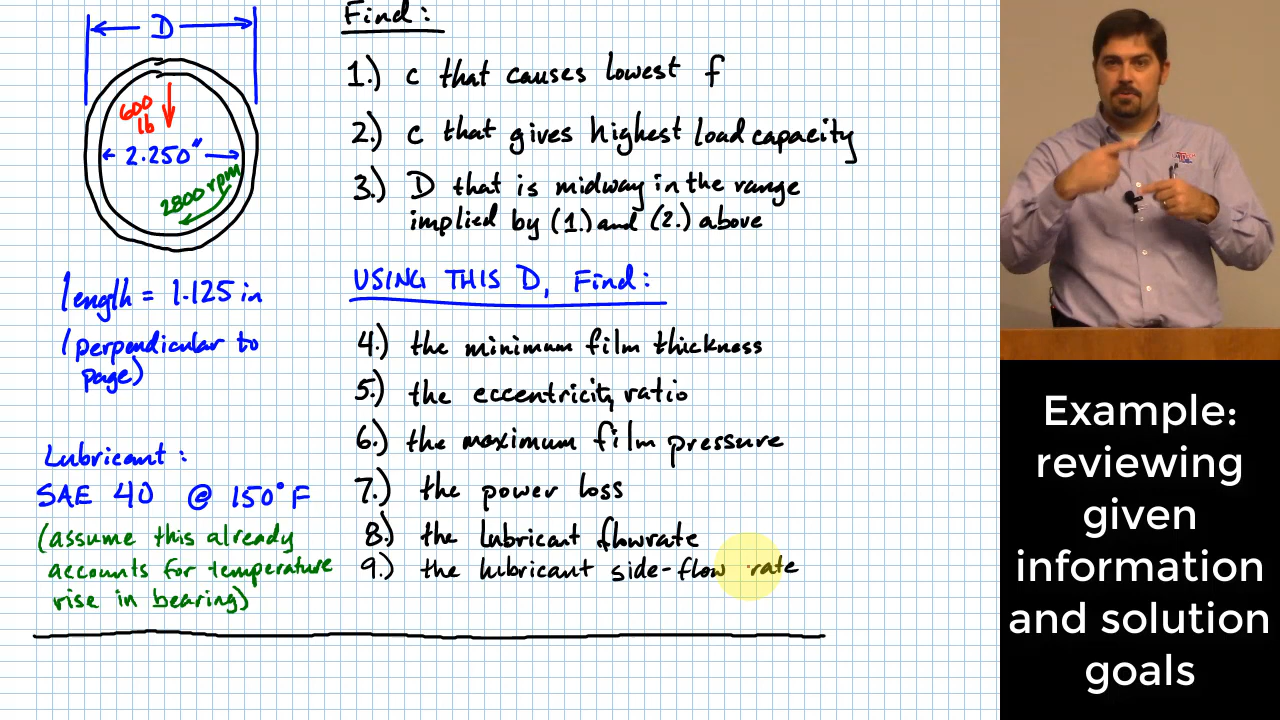 D
600
lb
2.250"
2800 rpm
length = 1.125 in
(perpendicular to
page)
Lubricant:
SAE 40 @ 150°F
(assume this already
accounts for temperature
rise in bearing)
Find:
1.) c that causes lowest f
2.) c that gives highest load capacity
3.) D that is midway in the range
implied by (1.) and (2.) above
USING THIS D, Find:
4.) the minimum film thickness
5.) the eccentricity ratio
6.) the maximum film pressure
7.) the power loss
8.) the lubricant flowrate
9.) the lubricant side-flow rate
Example:
reviewing
given
information
and solution
goals